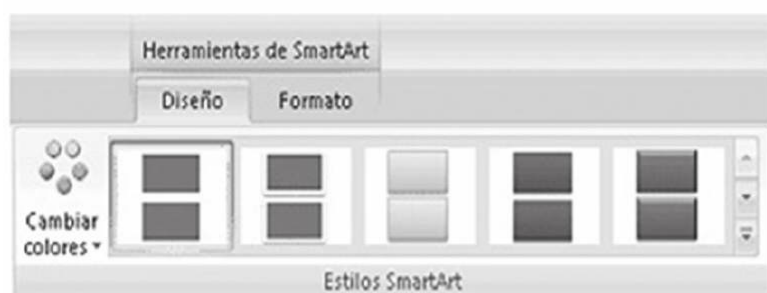 Herramientas de SmartArt
Diseño Formato
Cambiar
colores
Estilos SmartArt